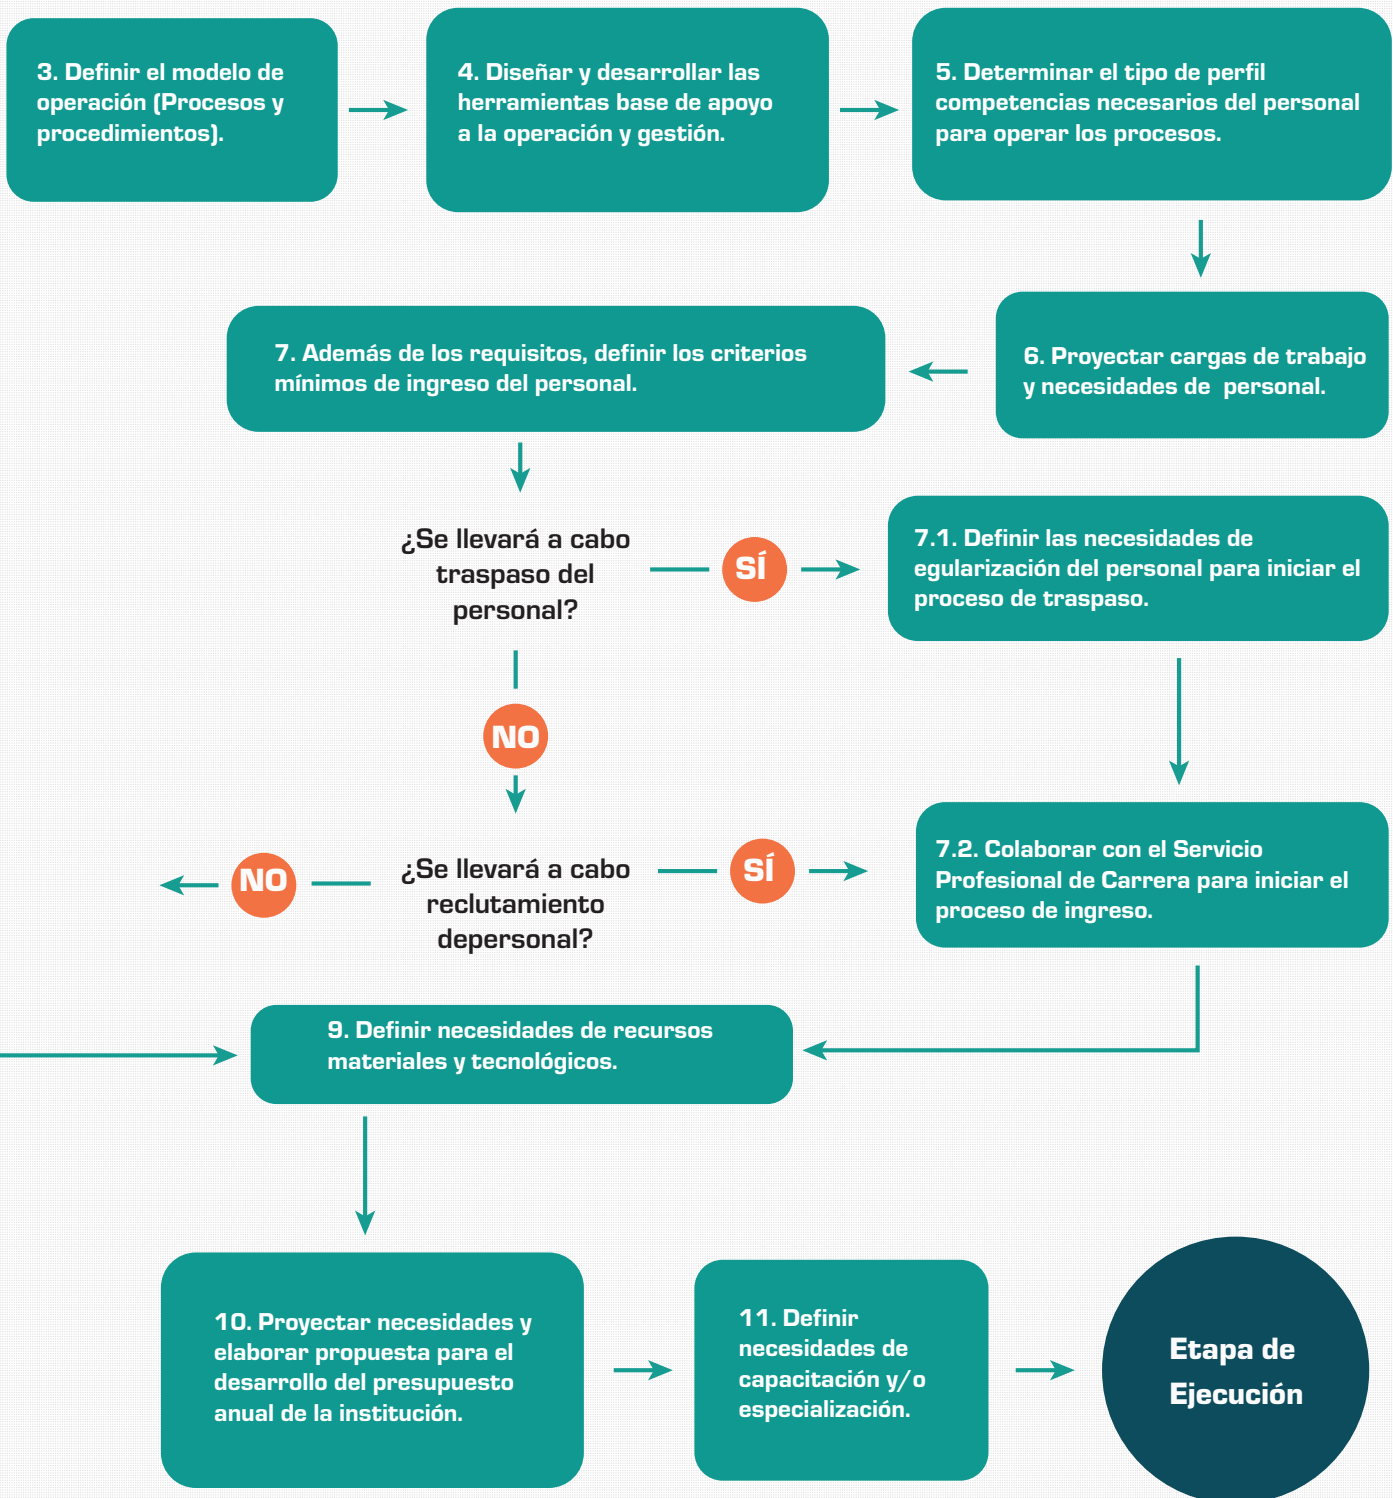 3. Definir el modelo de
operación (Procesos y
procedimientos).
4. Diseñar y desarrollar las
herramientas base de apoyo
a la operación y gestión.
5. Determinar el tipo de perfil
competencias necesarios del personal
para operar los procesos.
6. Proyectar cargas de trabajo
y necesidades de personal.
7. Además de los requisitos, definir los criterios
mínimos de ingreso del personal.
¿Se llevará a cabo
traspaso del
personal?
SÍ
7.1. Definir las necesidades de
egularización del personal para iniciar el
proceso de traspaso.
NO
¿Se llevará a cabo
reclutamiento
depersonal?
NO
SÍ
7.2. Colaborar con el Servicio
Profesional de Carrera para iniciar el
proceso de ingreso.
9. Definir necesidades de recursos
materiales y tecnológicos.
10. Proyectar necesidades y
elaborar propuesta para el
desarrollo del presupuesto
anual de la institución.
11. Definir
necesidades de
capacitación y/o
especialización.
Etapa de
Ejecución